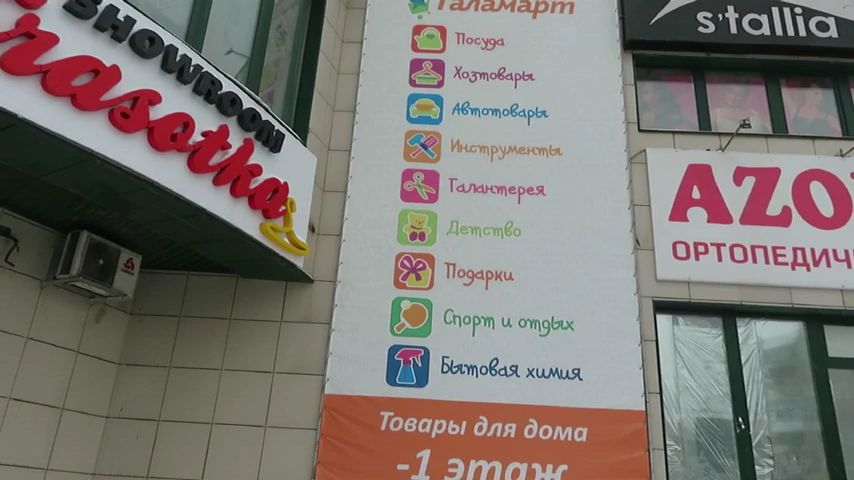 SHOWROOM
rasotka
Галамарт
Посуда
Хозтовары
Автотовары
Инструменты
Галантерея
Детство
Подарки
Спорт и отдых
Бытовая химия
Товары для дома
-1 этаж
s'tallia
AZO
ОРТОПЕДИЧ